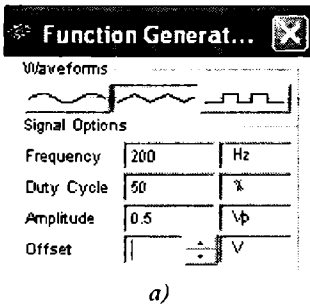 Function Generat...
Waveforms
Signal Options
Frequency 200 Hz
Duty Cycle 50 %
Amplitude 0.5 Vp
Offset V
a)